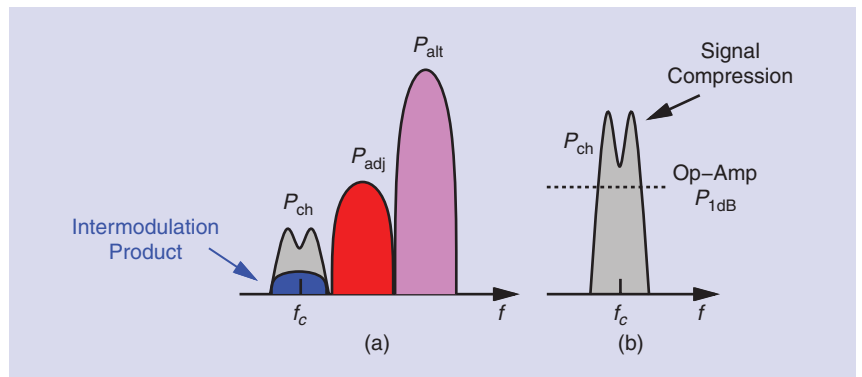 P_alt
P_adj
P_ch
Intermodulation
Product
f_c
f
(a)
Signal
Compression
P_ch
Op–Amp
P_1dB
f_c
f
(b)